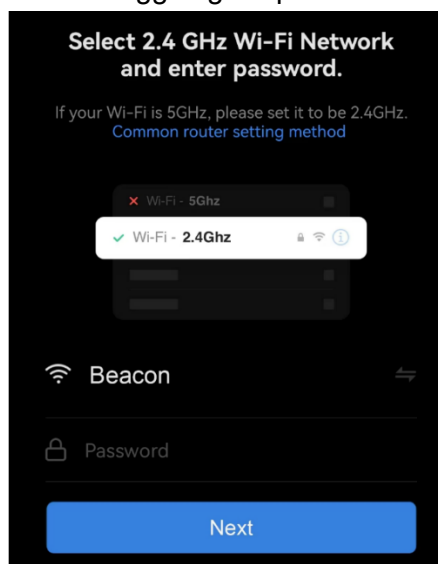 Select 2.4 GHz Wi-Fi Network
and enter password.
If your Wi-Fi is 5GHz, please set it to be 2.4GHz.
Common router setting method
Wi-Fi - 5Ghz
Wi-Fi - 2.4Ghz
Beacon
Password
Next